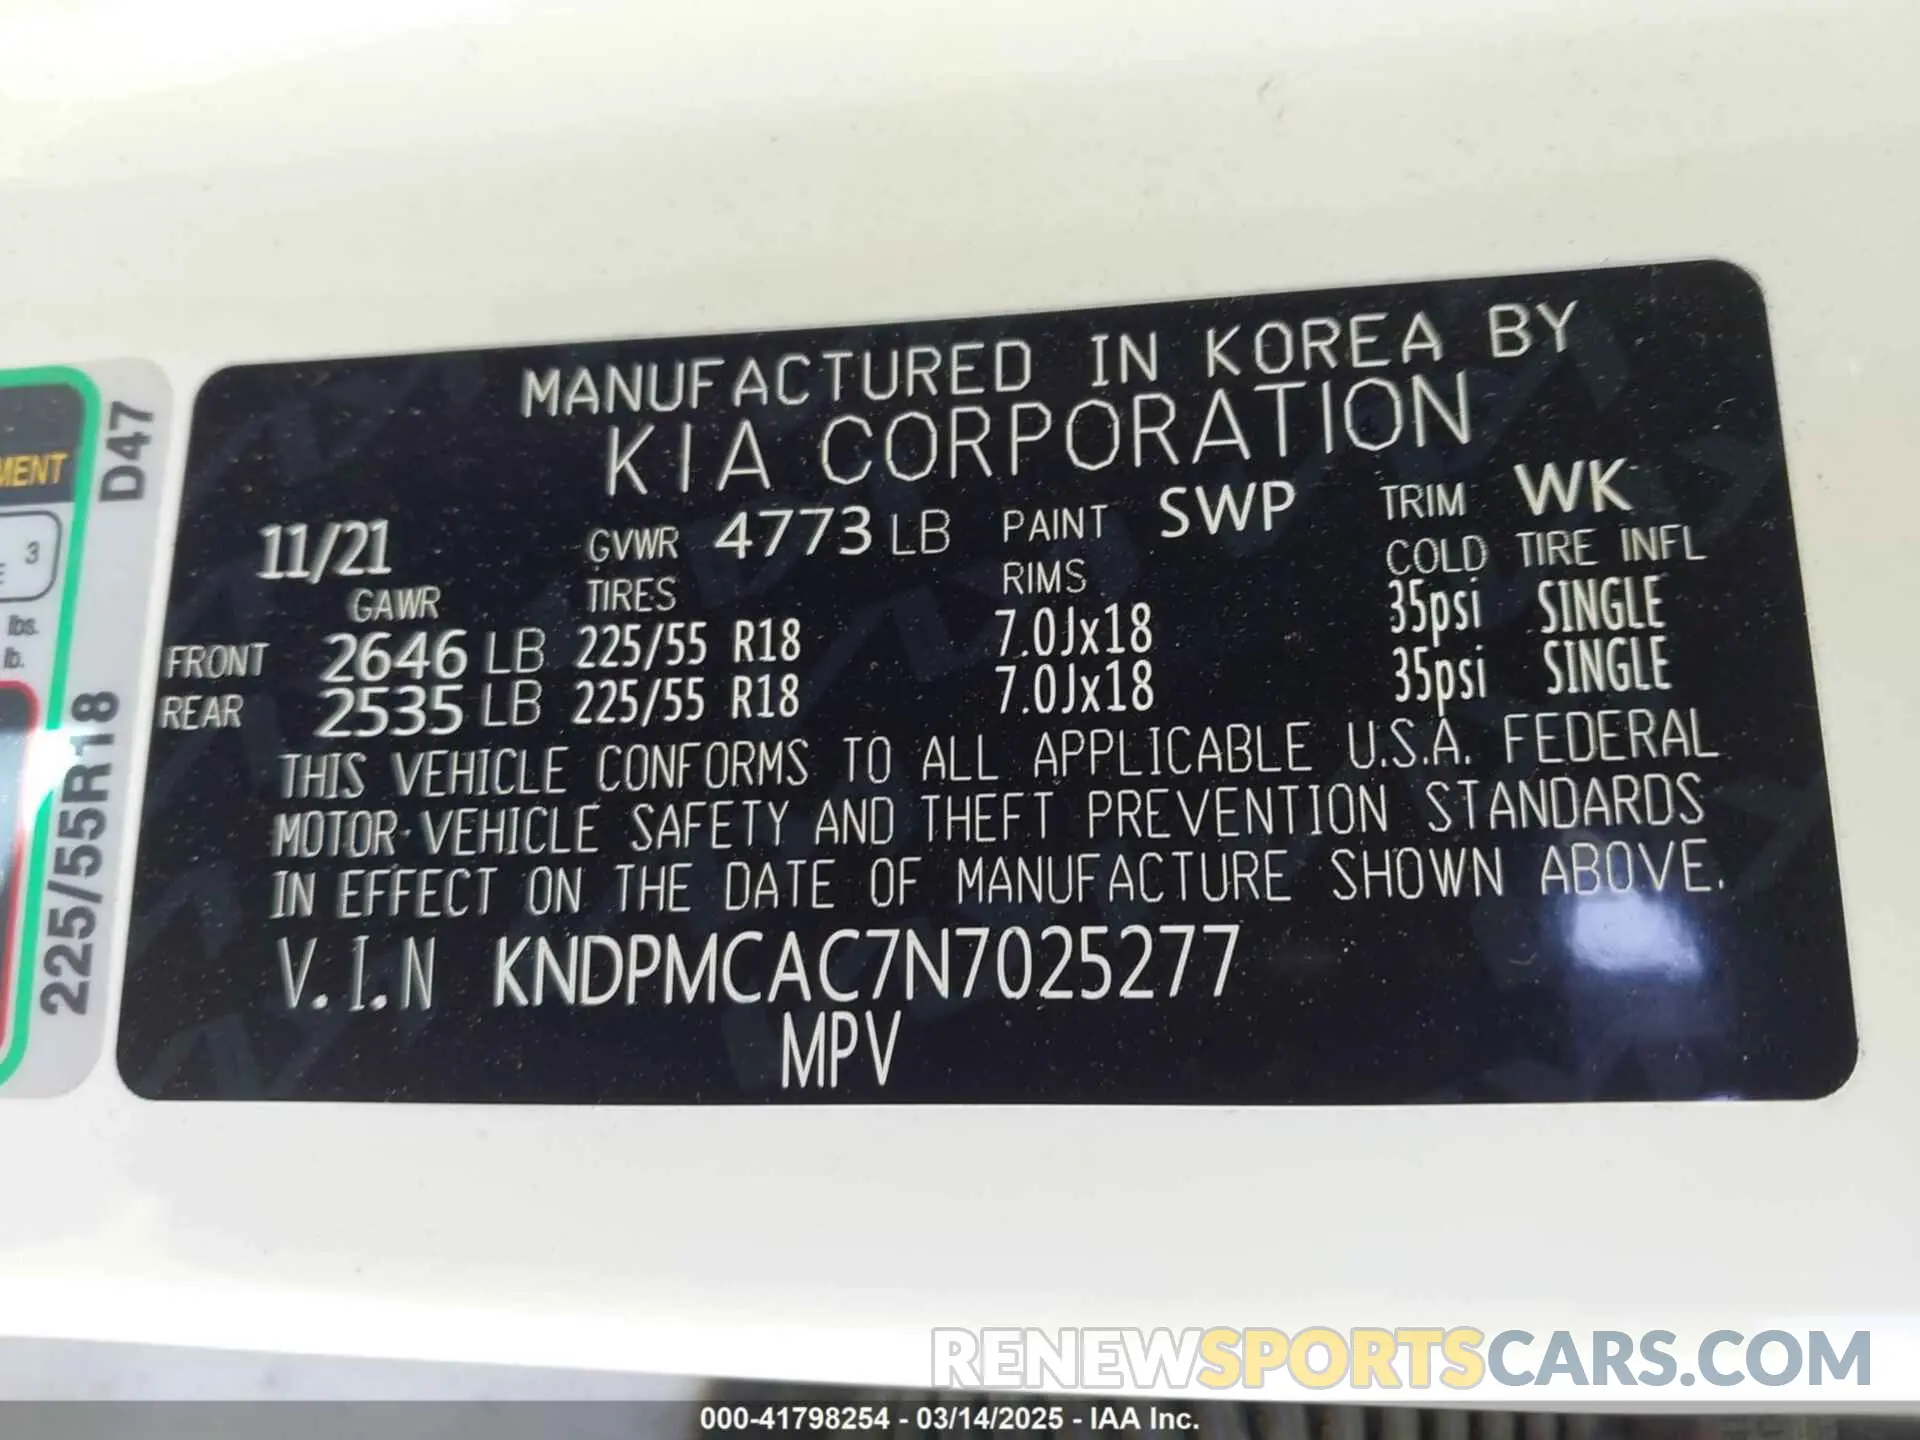 MANUFACTURED IN KOREA BY
KIA CORPORATION
11/21 GVWR 4773 LB PAINT SWP TRIM WK
GAWR TIRES RIMS COLD TIRE INFL
FRONT 2646 LB 225/55 R18 7.0Jx18 35psi SINGLE
REAR 2535 LB 225/55 R18 7.0Jx18 35psi SINGLE
THIS VEHICLE CONFORMS TO ALL APPLICABLE U.S.A. FEDERAL
MOTOR VEHICLE SAFETY AND THEFT PREVENTION STANDARDS
IN EFFECT ON THE DATE OF MANUFACTURE SHOWN ABOVE.
V.I.N KNDPMCAC7N7025277
MPV
D47
225/55R18
3
lbs.
lb.
RENEWSPORTSCARS.COM
000-41798254 - 03/14/2025 - IAA Inc.